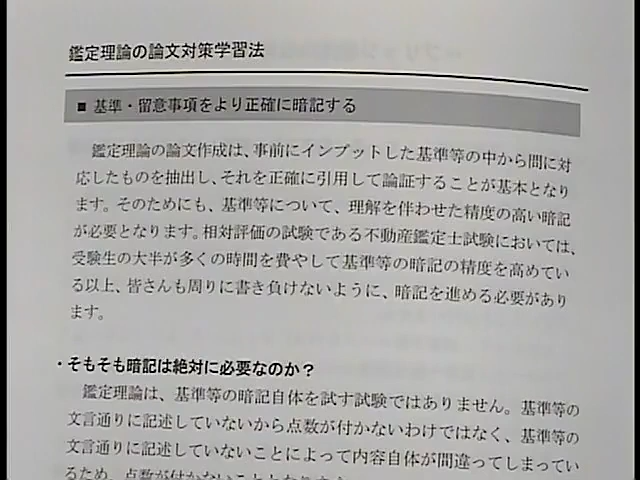 鑑定理論の論文対策学習法
■ 基準・留意事項をより正確に暗記する
鑑定理論の論文作成は、事前にインプットした基準等の中から問に対
応したものを抽出し、それを正確に引用して論証することが基本となり
ます。そのためにも、基準等について、理解を伴わせた精度の高い暗記
が必要となります。相対評価の試験である不動産鑑定士試験においては、
受験生の大半が多くの時間を費やして基準等の暗記の精度を高めてい
る以上、皆さんも周りに書き負けないように、暗記を進める必要があり
ます。
・そもそも暗記は絶対に必要なのか？
鑑定理論は、基準等の暗記自体を試す試験ではありません。基準等の
文言通りに記述していないから点数が付かないわけではなく、基準等の
文言通りに記述していないことによって内容自体が間違ってしまってい
るため、点数が付かないこと